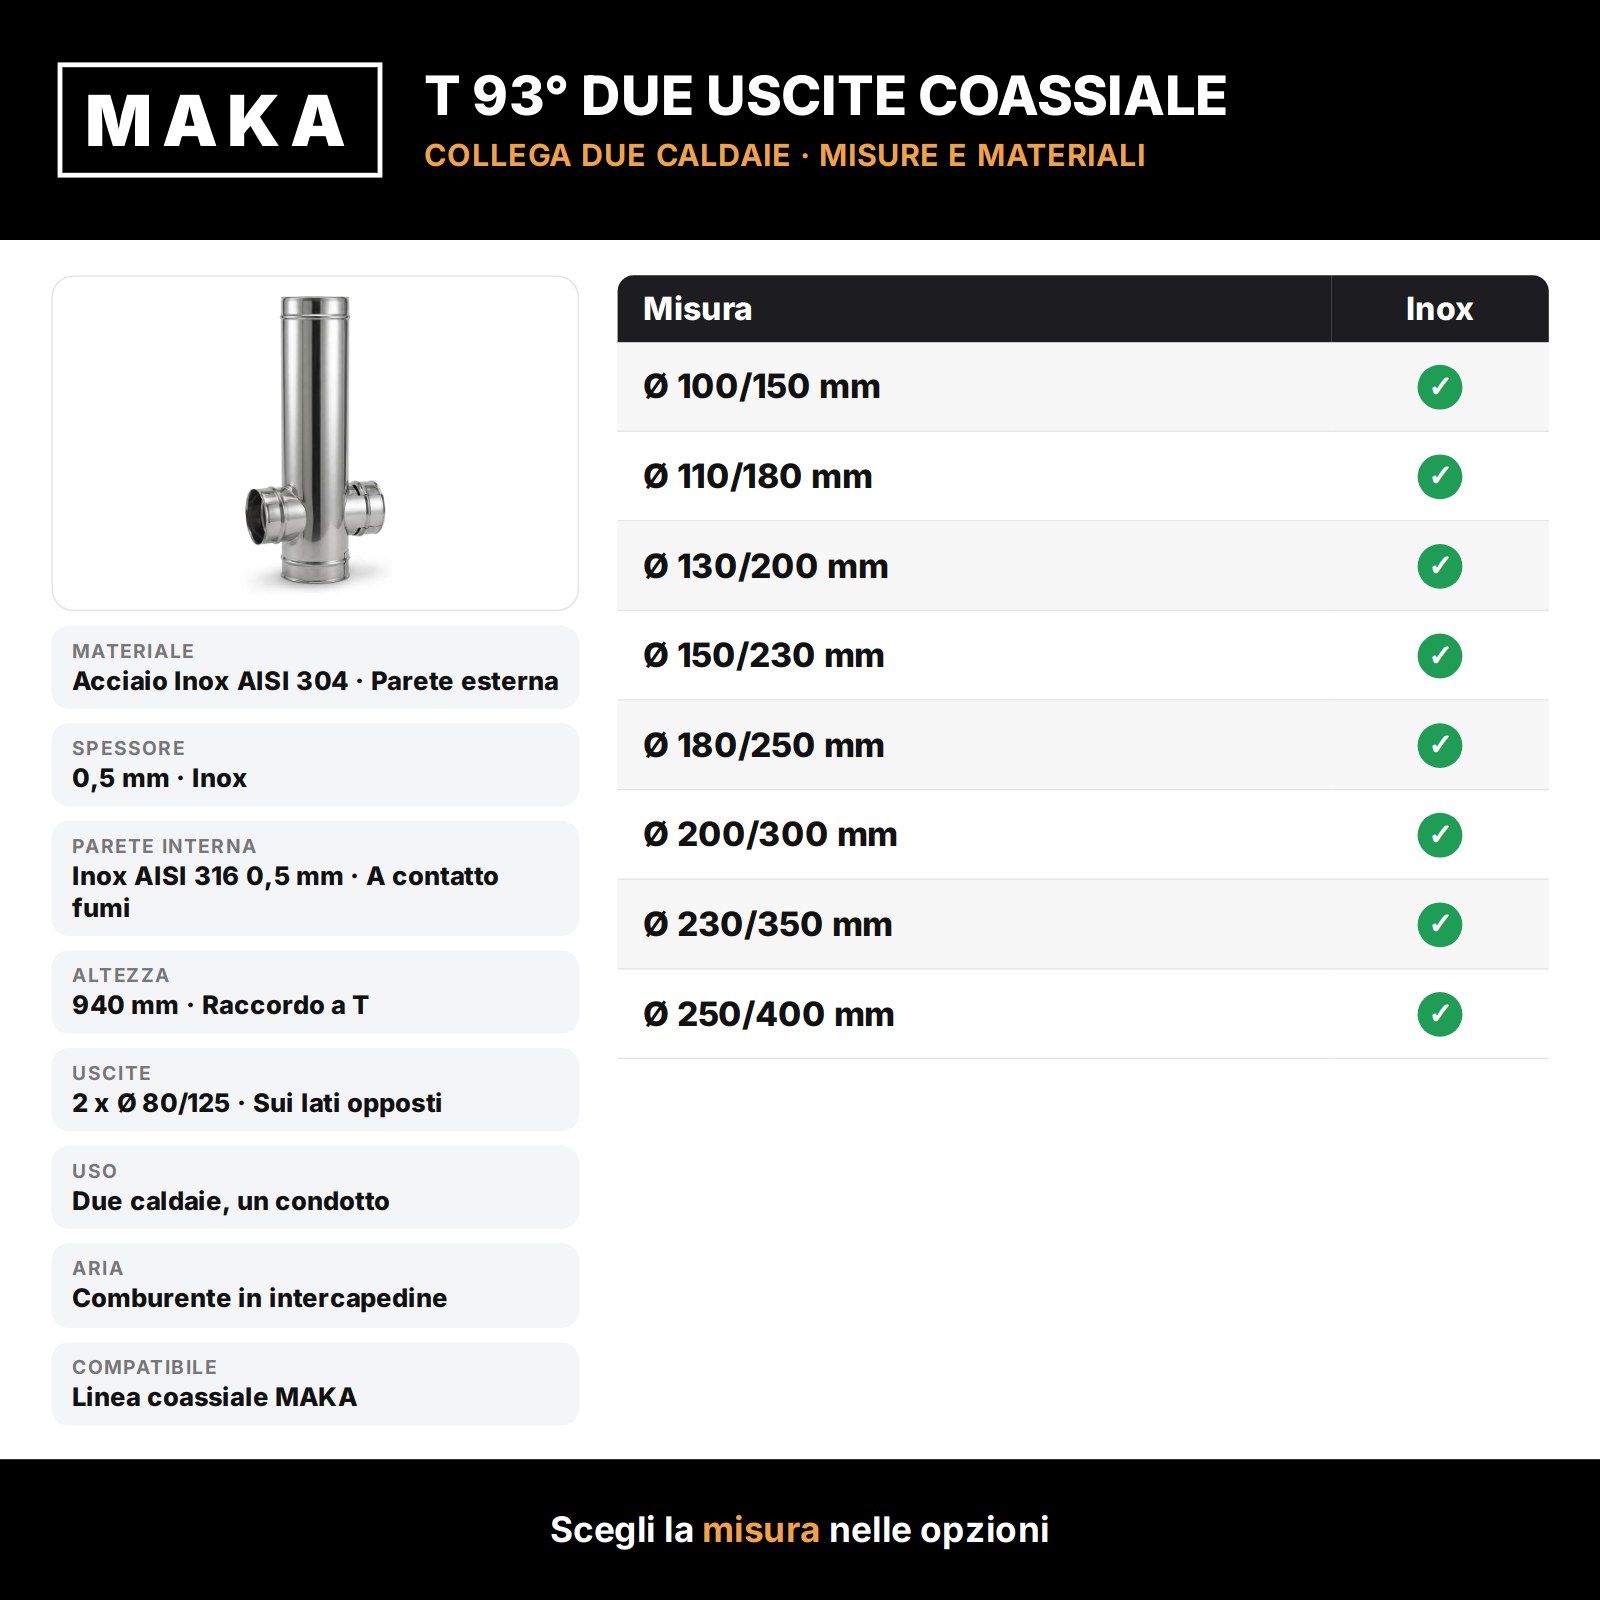 MAKA
T 93° DUE USCITE COASSIALE
COLLEGA DUE CALDAIE · MISURE E MATERIALI
MATERIALE
Acciaio Inox AISI 304 · Parete esterna
SPESSORE
0,5 mm · Inox
PARETE INTERNA
Inox AISI 316 0,5 mm · A contatto
fumi
ALTEZZA
940 mm · Raccordo a T
USCITE
2 x Ø 80/125 · Sui lati opposti
USO
Due caldaie, un condotto
ARIA
Comburente in intercapedine
COMPATIBILE
Linea coassiale MAKA
Misura Inox
Ø 100/150 mm ✓
Ø 110/180 mm ✓
Ø 130/200 mm ✓
Ø 150/230 mm ✓
Ø 180/250 mm ✓
Ø 200/300 mm ✓
Ø 230/350 mm ✓
Ø 250/400 mm ✓
Scegli la misura nelle opzioni